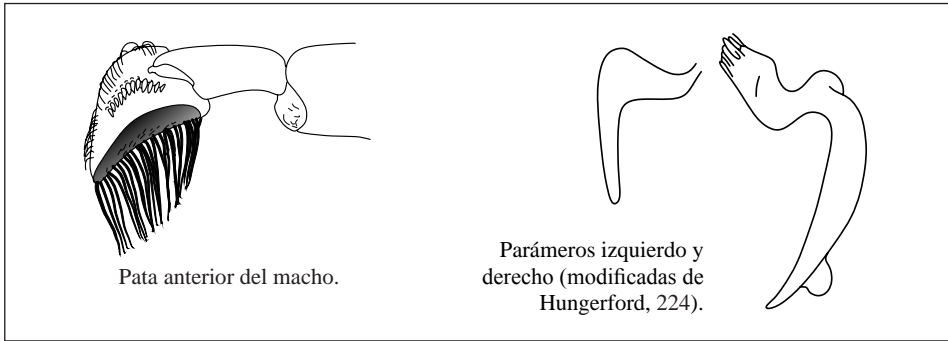 Pata anterior del macho.
Parámeros izquierdo y
derecho (modificadas de
Hungerford, 224).